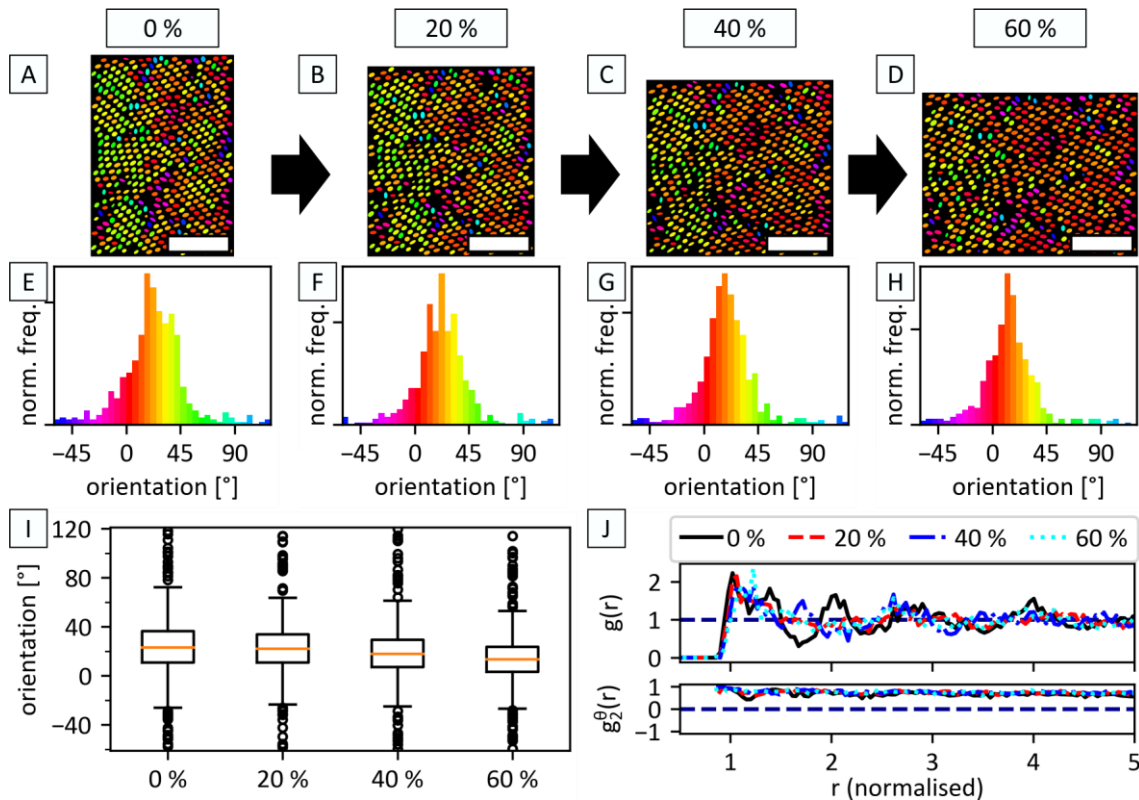 0 % 20 % 40 % 60 %
A B C D
E F G H
norm. freq. norm. freq. norm. freq. norm. freq.
−45 0 45 90 −45 0 45 90 −45 0 45 90 −45 0 45 90
orientation [°] orientation [°] orientation [°] orientation [°]
I J
120
80
40
0
−40
orientation [°]
0 % 20 % 40 % 60 %
0 % 20 % 40 % 60 %
2
1
0
g(r)
1
0
−1
g₂^θ(r)
1 2 3 4 5
r (normalised)